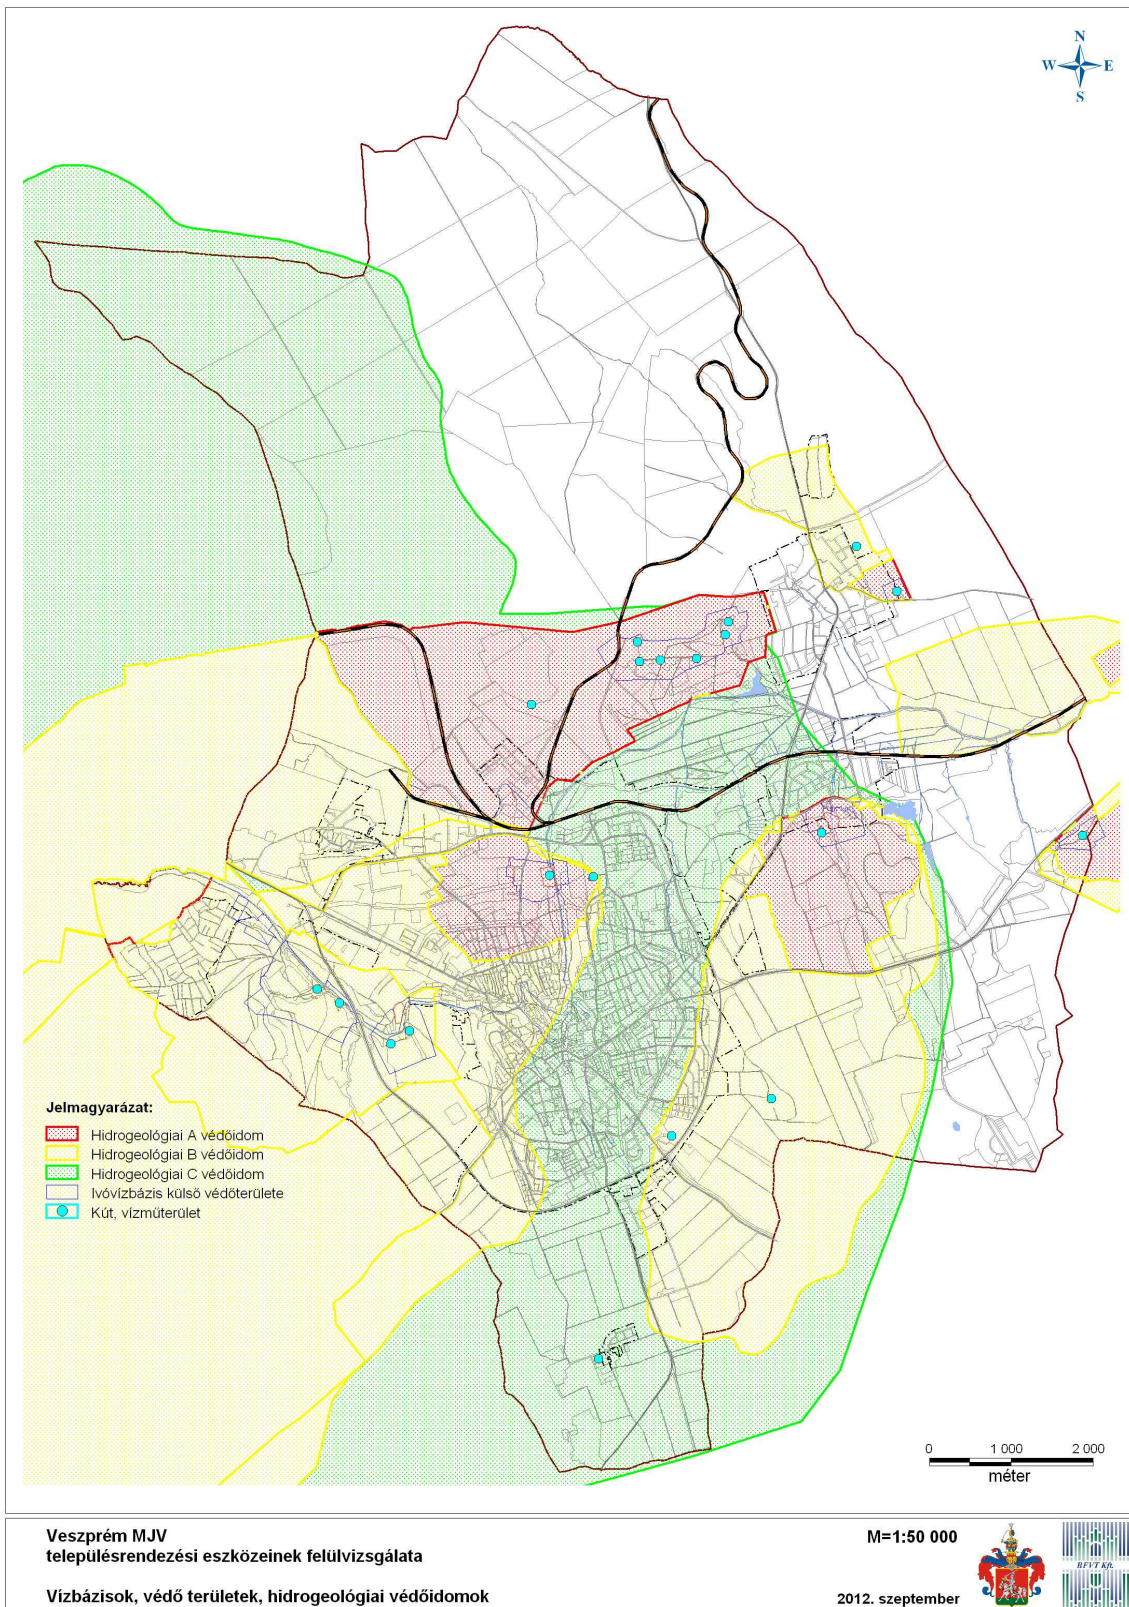 N
W E
S
Jelmagyarázat:
Hidrogeológiai A védőidom
Hidrogeológiai B védőidom
Hidrogeológiai C védőidom
Ivóvízbázis külső védőterülete
Kút, vízműterület
0 1 000 2 000
méter
Veszprém MJV
településrendezési eszközeinek felülvizsgálata
Vízbázisok, védő területek, hidrogeológiai védőidomok
M=1:50 000
2012. szeptember
BFVT Kft.